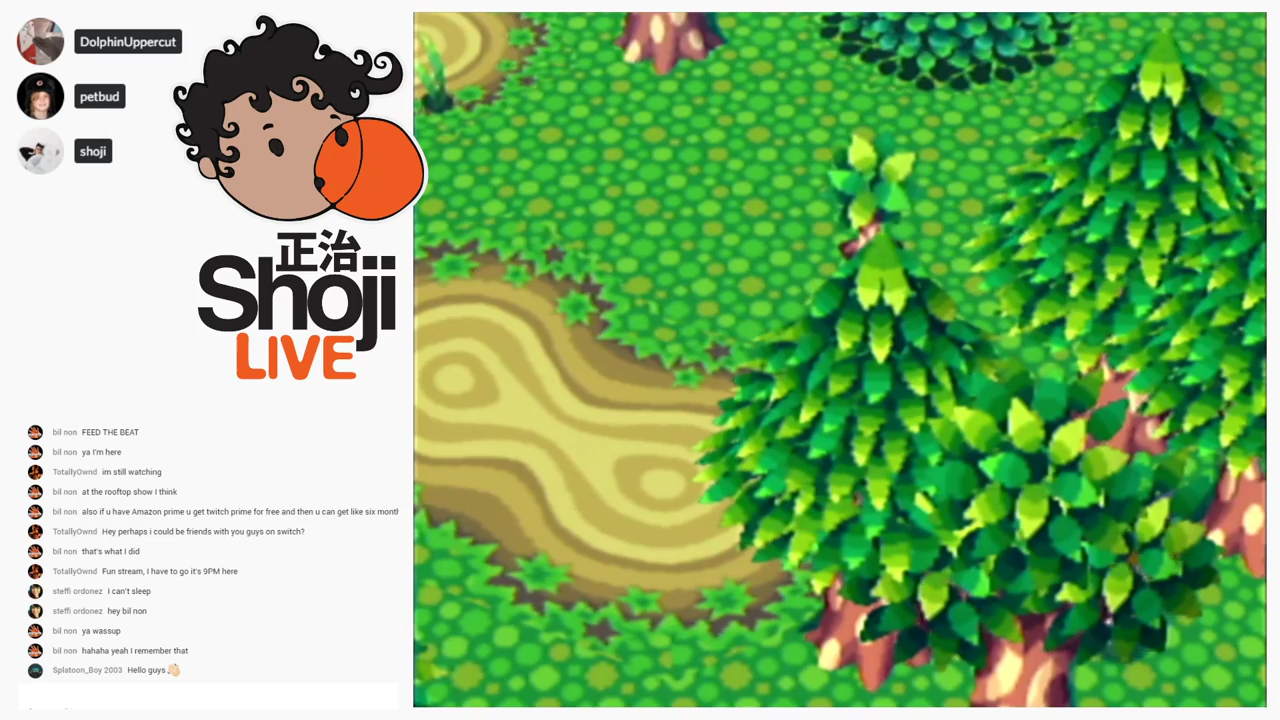 DolphinUppercut
petbud
shoji
正治
Shoji
LIVE
bil non FEED THE BEAT
bil non ya I'm here
TotallyOwnd im still watching
bil non at the rooftop show I think
bil non also if u have Amazon prime u get twitch prime for free and then u can get like six month
TotallyOwnd Hey perhaps i could be friends with you guys on switch?
bil non that's what I did
TotallyOwnd Fun stream, I have to go it's 9PM here
steffi ordonez I can't sleep
steffi ordonez hey bil non
bil non ya wassup
bil non hahaha yeah I remember that
Splatoon_Boy 2003 Hello guys 👋🏻